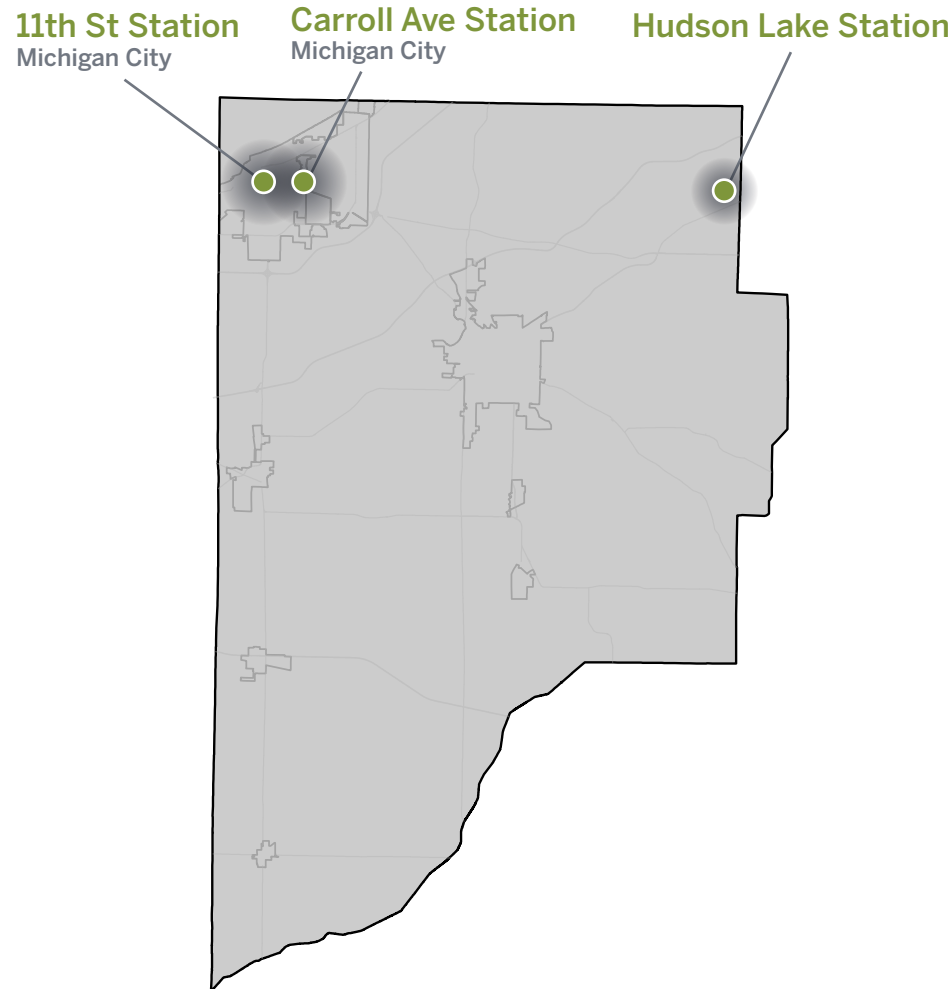 11th St Station
Michigan City
Carroll Ave Station
Michigan City
Hudson Lake Station